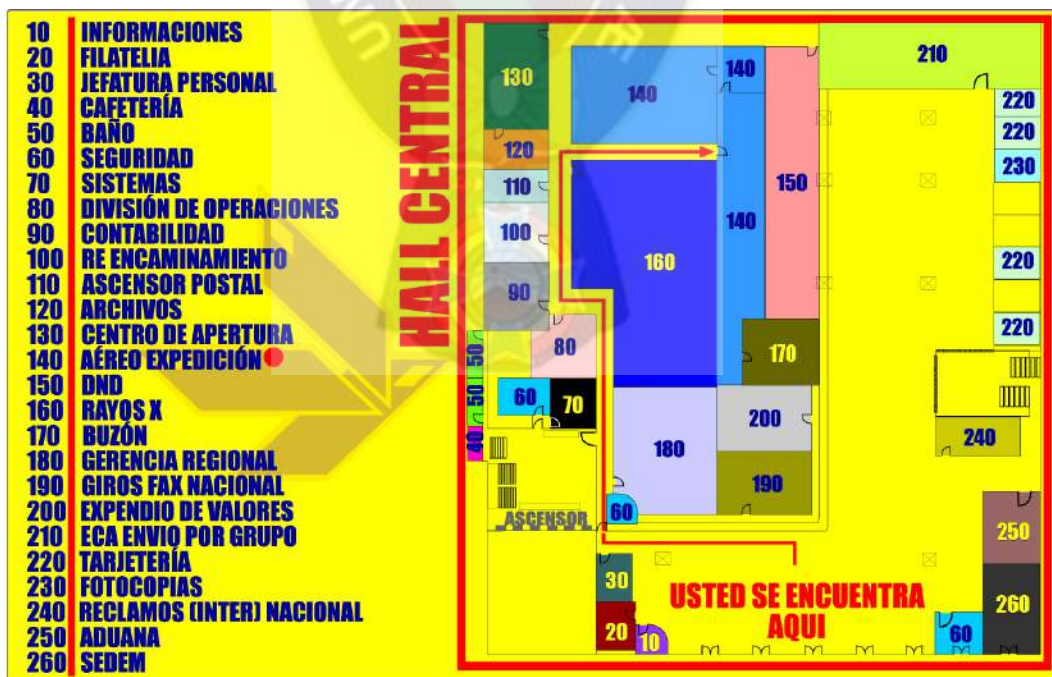 10 INFORMACIONES
20 FILATELIA
30 JEFATURA PERSONAL
40 CAFETERÍA
50 BAÑO
60 SEGURIDAD
70 SISTEMAS
80 DIVISIÓN DE OPERACIONES
90 CONTABILIDAD
100 RE ENCAMINAMIENTO
110 ASCENSOR POSTAL
120 ARCHIVOS
130 CENTRO DE APERTURA
140 AÉREO EXPEDICIÓN
150 DND
160 RAYOS X
170 BUZÓN
180 GERENCIA REGIONAL
190 GIROS FAX NACIONAL
200 EXPENDIO DE VALORES
210 ECA ENVIO POR GRUPO
220 TARJETERÍA
230 FOTOCOPIAS
240 RECLAMOS (INTER) NACIONAL
250 ADUANA
260 SEDEM
HALL CENTRAL
130
120
110
100
90
80
50
50
40
60
70
140
140
140
150
160
170
180
200
190
60
210
220
220
230
220
220
240
250
260
60
ASCENSOR
30
20
10
USTED SE ENCUENTRA
AQUI